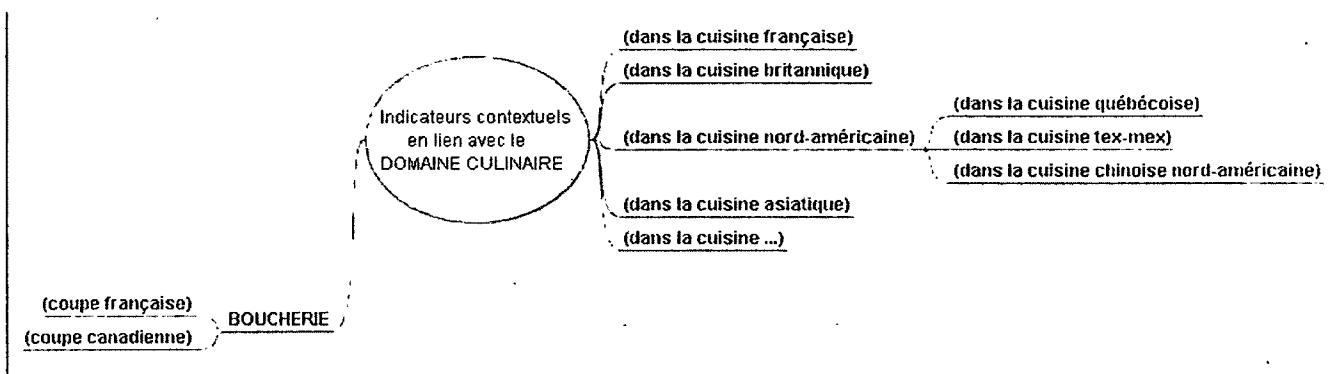 (dans la cuisine française)
(dans la cuisine britannique)
Indicateurs contextuels
en lien avec le
DOMAINE CULINAIRE
(dans la cuisine nord-américaine)
(dans la cuisine québécoise)
(dans la cuisine tex-mex)
(dans la cuisine chinoise nord-américaine)
(dans la cuisine asiatique)
(dans la cuisine ...)
(coupe française)
BOUCHERIE
(coupe canadienne)